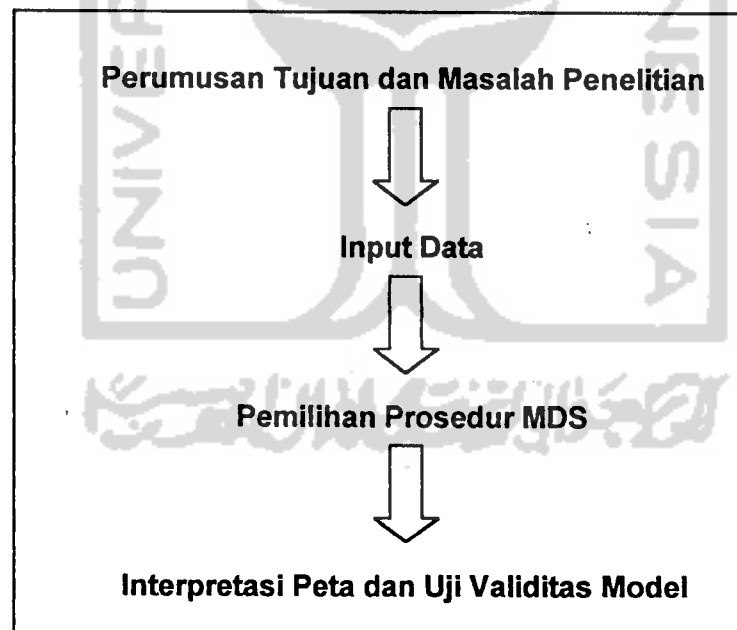 Perumusan Tujuan dan Masalah Penelitian
Input Data
Pemilihan Prosedur MDS
Interpretasi Peta dan Uji Validitas Model